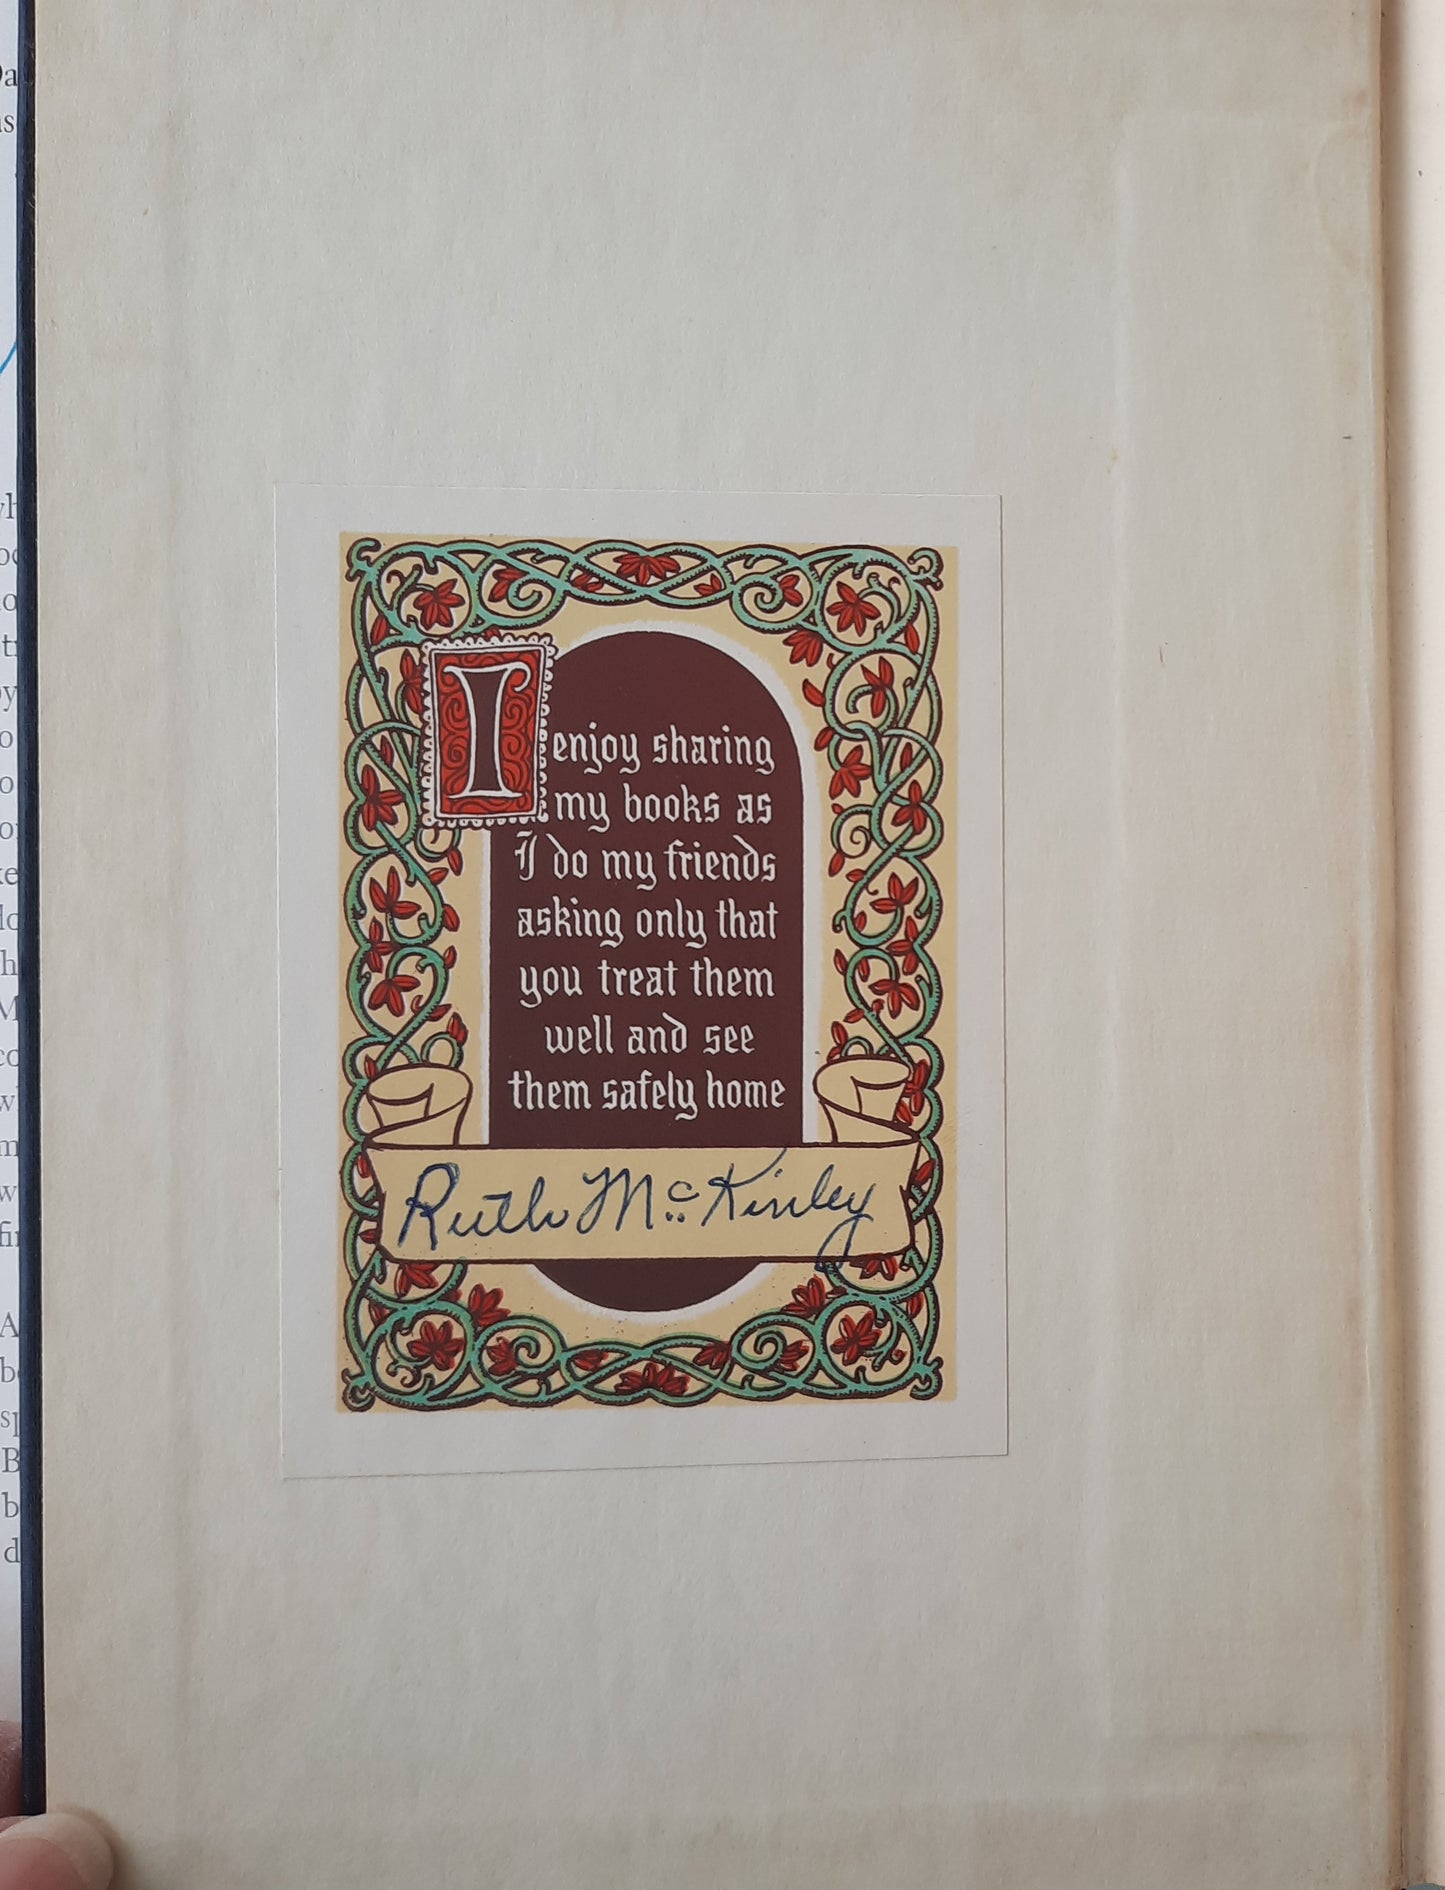 I enjoy sharing
my books as
I do my friends
asking only that
you treat them
well and see
them safely home
Ruth McKinley